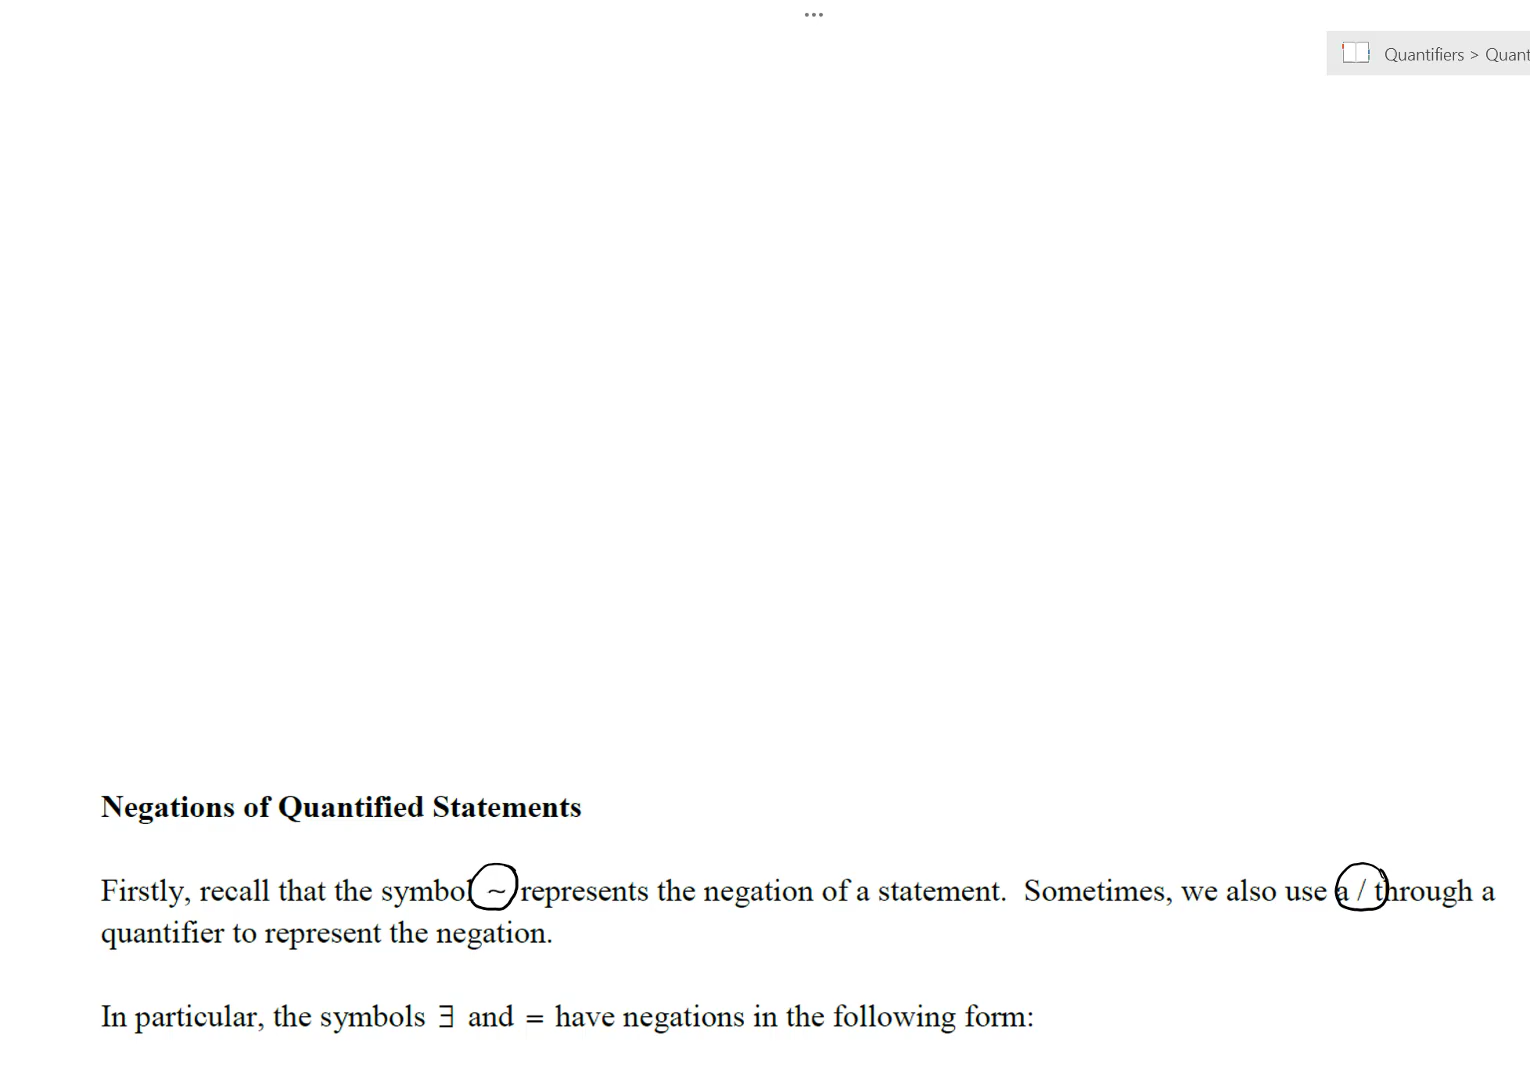 Quantifiers > Quant
Negations of Quantified Statements
Firstly, recall that the symbol ~ represents the negation of a statement. Sometimes, we also use a / through a
quantifier to represent the negation.
In particular, the symbols ∃ and = have negations in the following form: